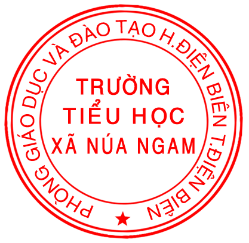 PHÒNG GIÁO DỤC VÀ ĐÀO TẠO H.ĐIỆN BIÊN T.ĐIỆN BIÊN
TRƯỜNG
TIỂU HỌC
XÃ NÚA NGAM